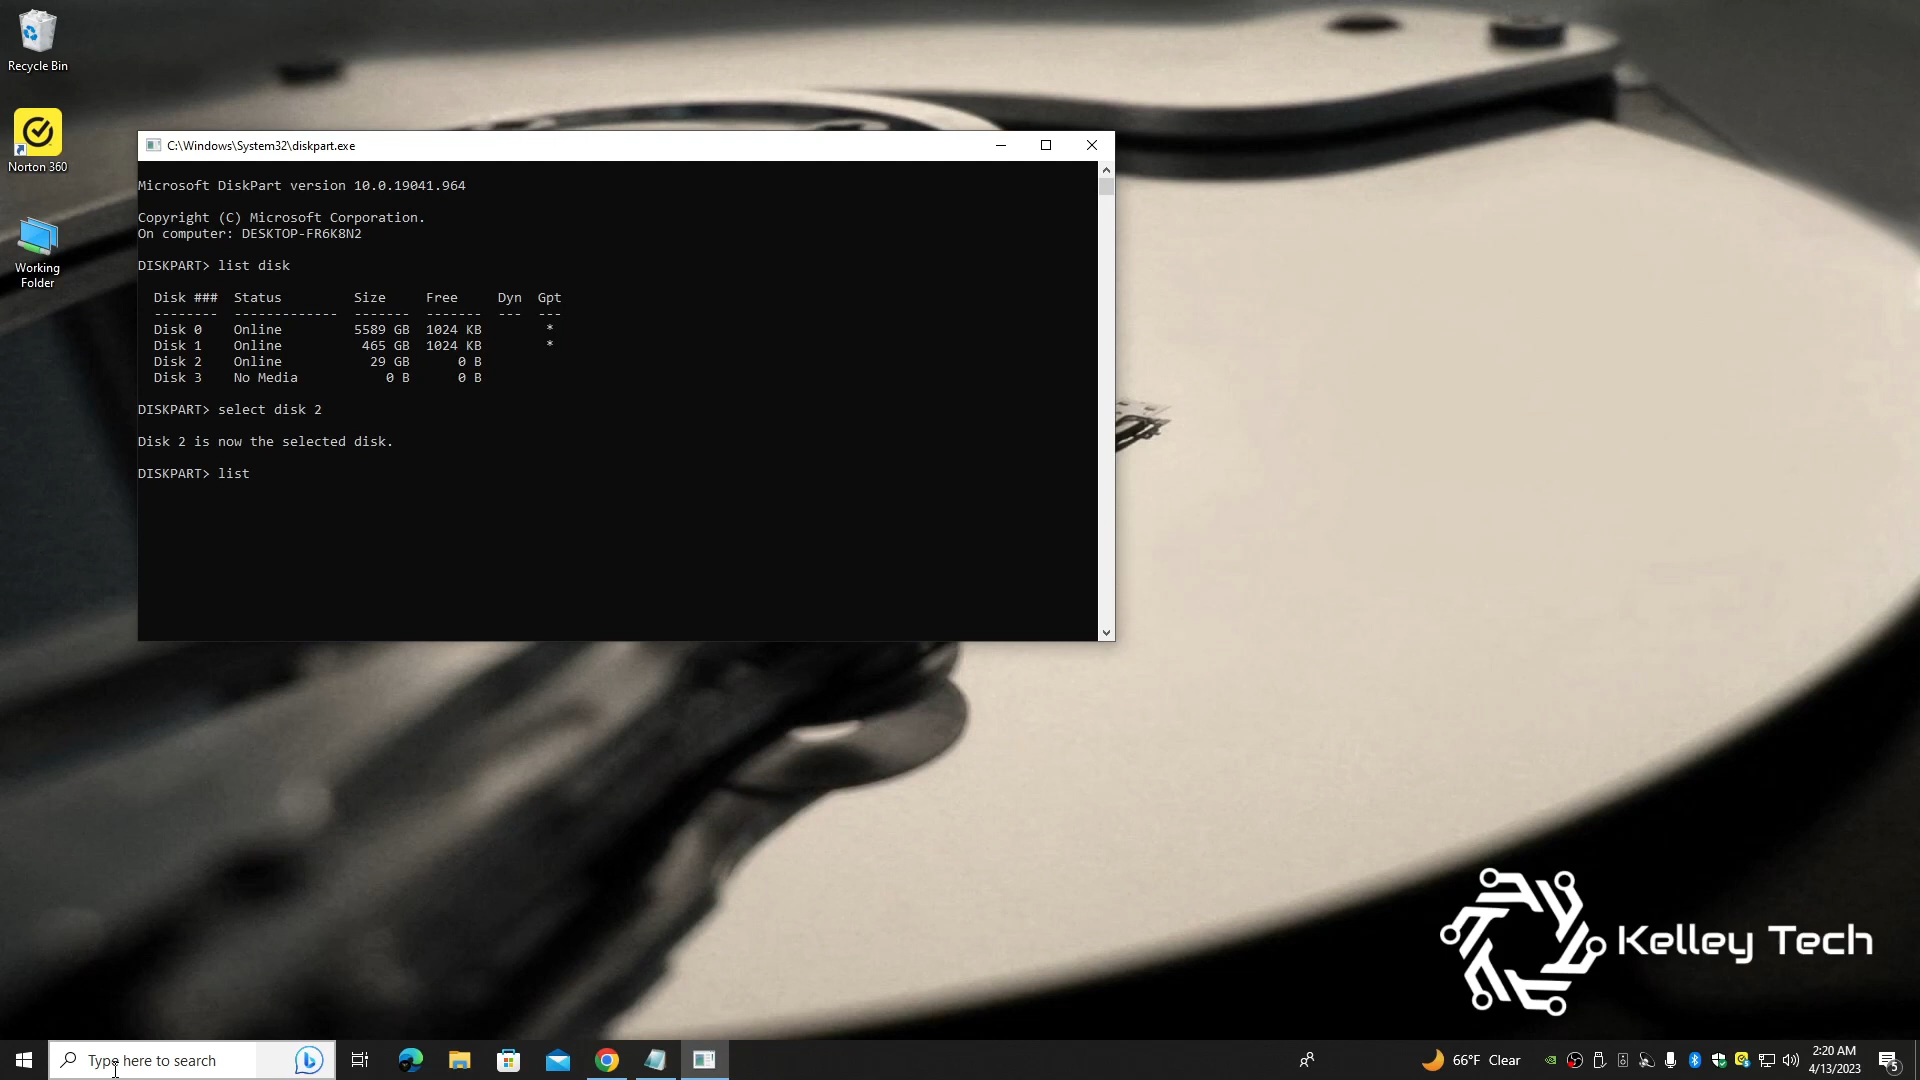 Recycle Bin
Norton 360
Working
Folder
C:\Windows\System32\diskpart.exe
Microsoft DiskPart version 10.0.19041.964
Copyright (C) Microsoft Corporation.
On computer: DESKTOP-FR6K8N2
DISKPART> list disk
Disk ###  Status         Size     Free     Dyn  Gpt
--------  -------------  -------  -------  ---  ---
Disk 0    Online         5589 GB  1024 KB        *
Disk 1    Online          465 GB  1024 KB        *
Disk 2    Online           29 GB      0 B
Disk 3    No Media           0 B      0 B
DISKPART> select disk 2
Disk 2 is now the selected disk.
DISKPART> list
Kelley Tech
Type here to search
66°F Clear
2:20 AM
4/13/2023
5